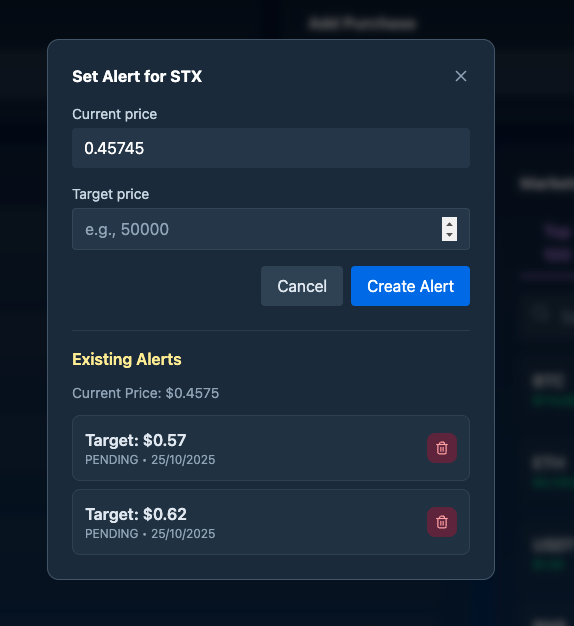 Add Purchase
Set Alert for STX
Current price
0.45745
Target price
e.g., 50000
Cancel
Create Alert
Existing Alerts
Current Price: $0.4575
Target: $0.57
PENDING • 25/10/2025
Target: $0.62
PENDING • 25/10/2025
BTC
ETH
USDT